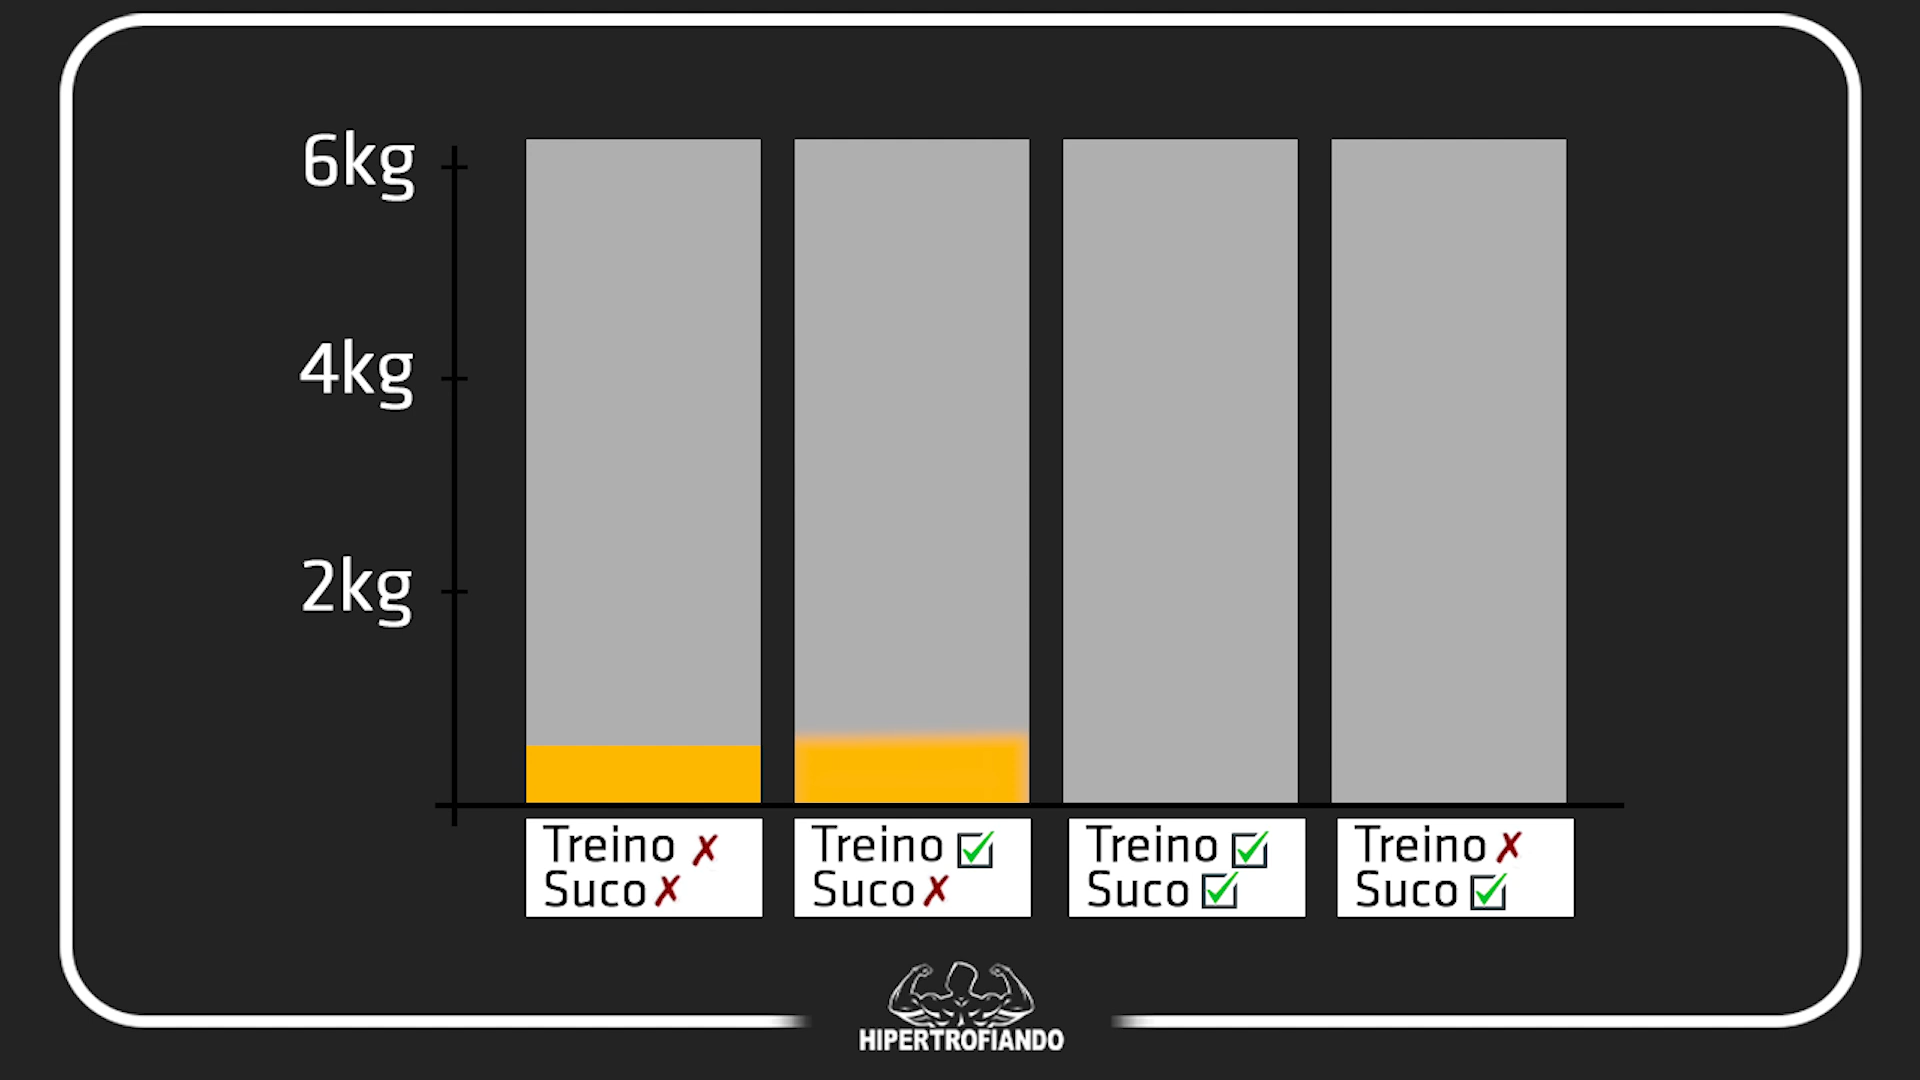 6kg
4kg
2kg
Treino ✗
Suco ✗
Treino ✓
Suco ✗
Treino ✓
Suco ✓
Treino ✗
Suco ✓
HIPERTROFIANDO